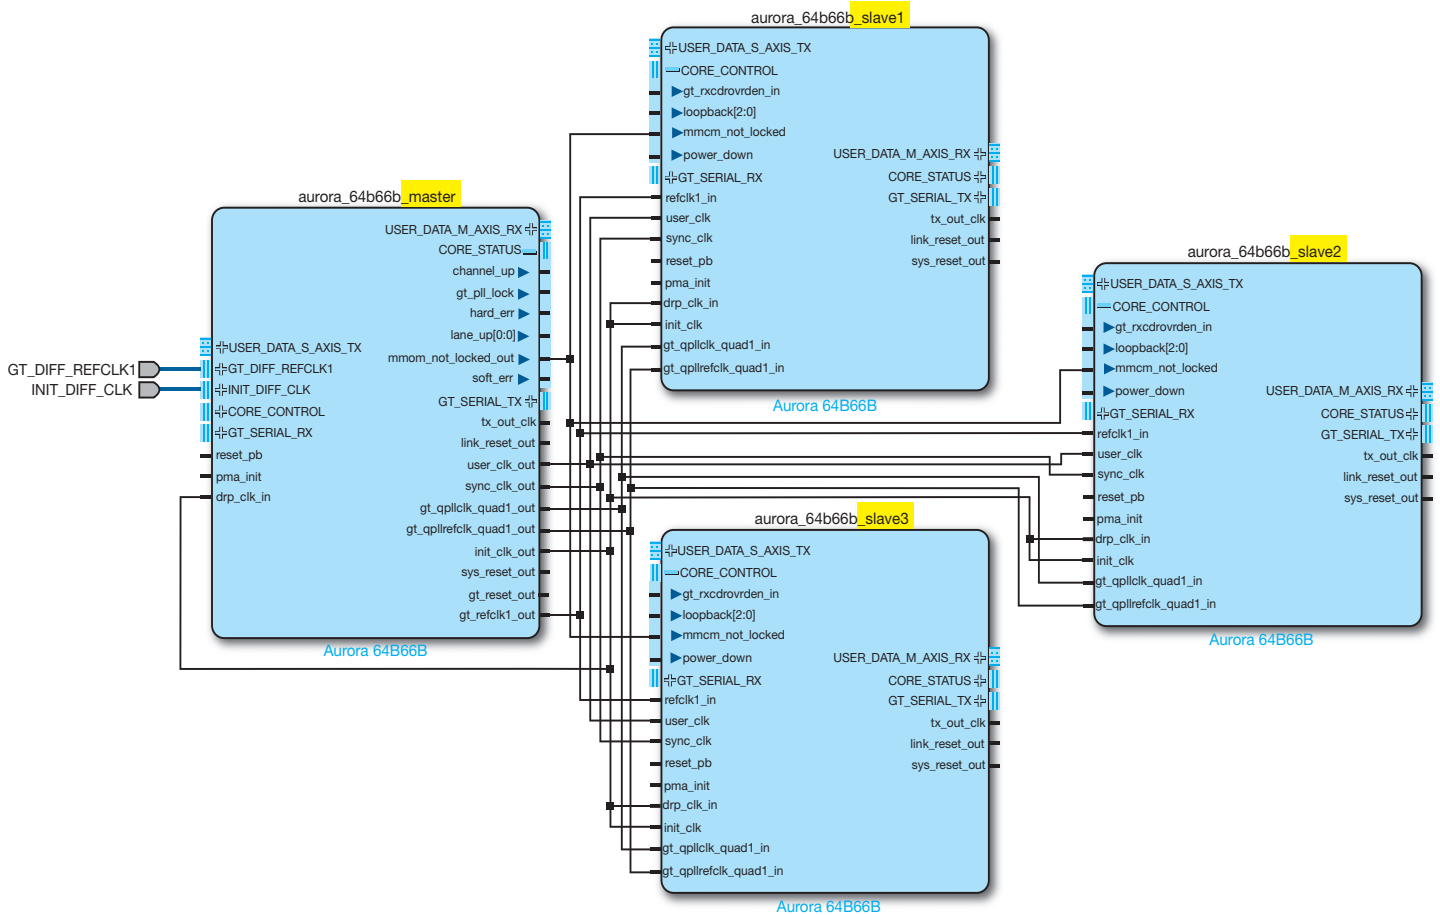 aurora_64b66b_slave1
USER_DATA_S_AXIS_TX
CORE_CONTROL
gt_rxcdrovrden_in
loopback[2:0]
mmcm_not_locked
power_down
GT_SERIAL_RX
refclk1_in
user_clk
sync_clk
reset_pb
pma_init
drp_clk_in
init_clk
gt_qpllclk_quad1_in
gt_qpllrefclk_quad1_in
USER_DATA_M_AXIS_RX
CORE_STATUS
GT_SERIAL_TX
tx_out_clk
link_reset_out
sys_reset_out
Aurora 64B66B
GT_DIFF_REFCLK1
INIT_DIFF_CLK
aurora_64b66b_master
USER_DATA_S_AXIS_TX
GT_DIFF_REFCLK1
INIT_DIFF_CLK
CORE_CONTROL
GT_SERIAL_RX
reset_pb
pma_init
drp_clk_in
USER_DATA_M_AXIS_RX
CORE_STATUS
channel_up
gt_pll_lock
hard_err
lane_up[0:0]
mmom_not_locked_out
soft_err
GT_SERIAL_TX
tx_out_clk
link_reset_out
user_clk_out
sync_clk_out
gt_qpllclk_quad1_out
gt_qpllrefclk_quad1_out
init_clk_out
sys_reset_out
gt_reset_out
gt_refclk1_out
Aurora 64B66B
aurora_64b66b_slave2
USER_DATA_S_AXIS_TX
CORE_CONTROL
gt_rxcdrovrden_in
loopback[2:0]
mmcm_not_locked
power_down
GT_SERIAL_RX
refclk1_in
user_clk
sync_clk
reset_pb
pma_init
drp_clk_in
init_clk
gt_qpllclk_quad1_in
gt_qpllrefclk_quad1_in
USER_DATA_M_AXIS_RX
CORE_STATUS
GT_SERIAL_TX
tx_out_clk
link_reset_out
sys_reset_out
Aurora 64B66B
aurora_64b66b_slave3
USER_DATA_S_AXIS_TX
CORE_CONTROL
gt_rxcdrovrden_in
loopback[2:0]
mmcm_not_locked
power_down
GT_SERIAL_RX
refclk1_in
user_clk
sync_clk
reset_pb
pma_init
drp_clk_in
init_clk
gt_qpllclk_quad1_in
gt_qpllrefclk_quad1_in
USER_DATA_M_AXIS_RX
CORE_STATUS
GT_SERIAL_TX
tx_out_clk
link_reset_out
sys_reset_out
Aurora 64B66B